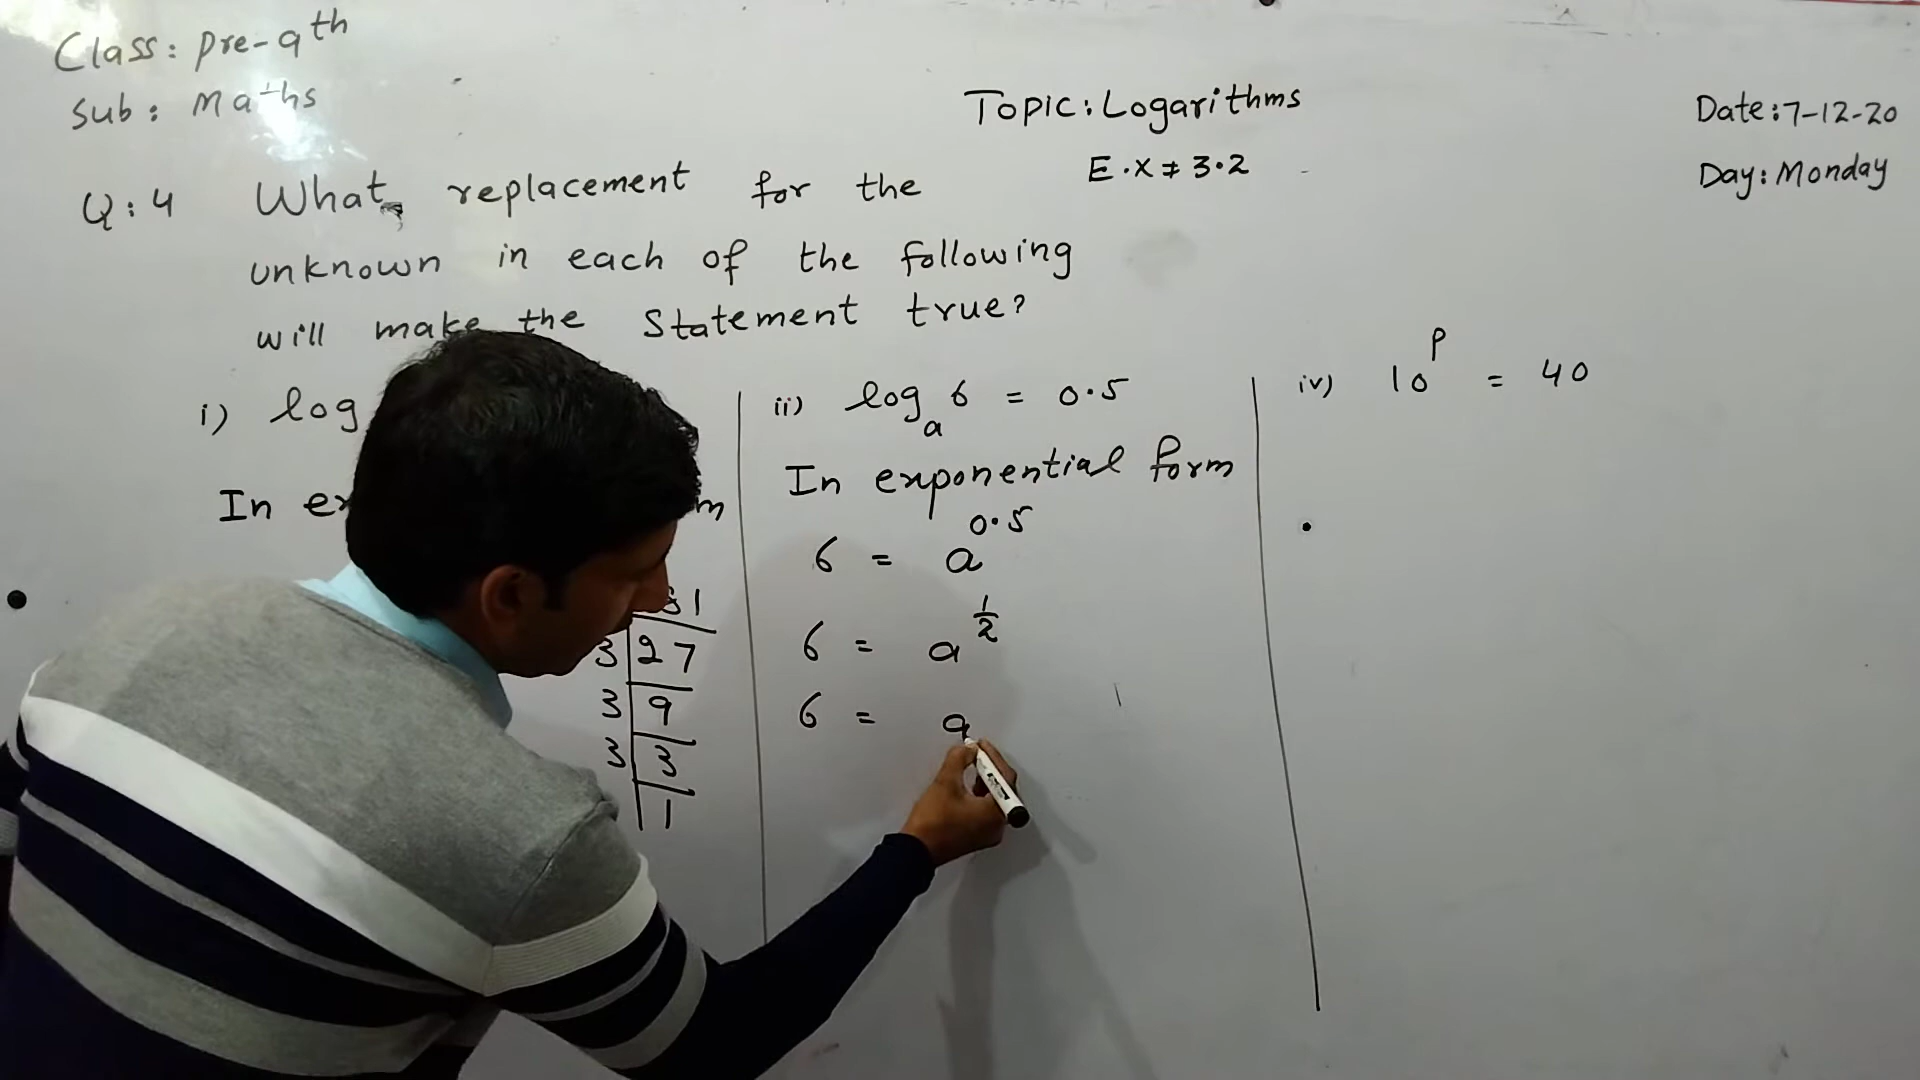 Class: Pre-9th
Sub: Maths
Topic: Logarithms
E.X # 3.2
Date: 7-12-20
Day: Monday
Q:4 What replacement for the
unknown in each of the following
will make the Statement true?
i) log
In
3 | 27
3 | 9
3 | 3
1
ii) logₐ 6 = 0.5
In exponential form
6 = a^0.5
6 = a^1/2
6 = a
iv) 10^p = 40